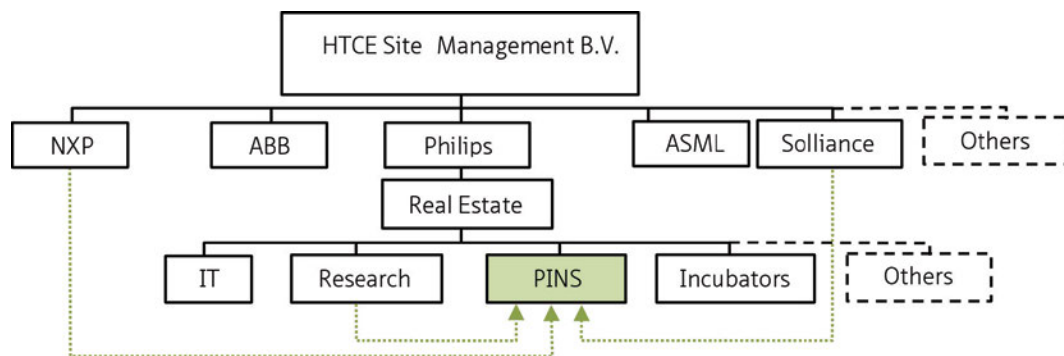 HTCE Site Management B.V.
NXP
ABB
Philips
ASML
Solliance
Others
Real Estate
IT
Research
PINS
Incubators
Others